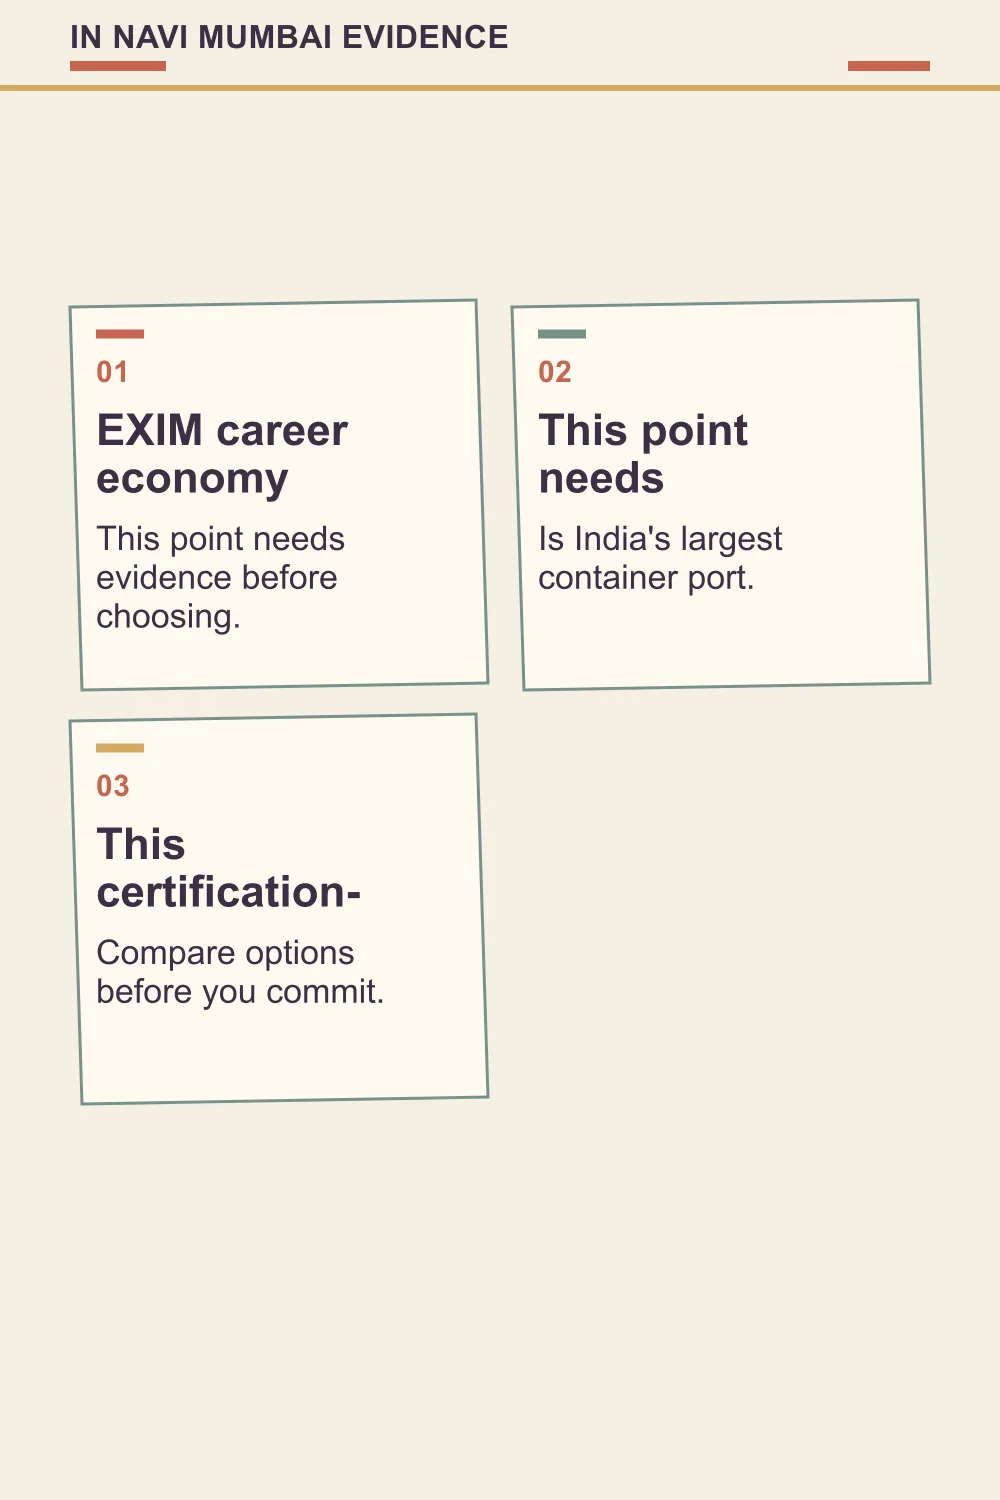 IN NAVI MUMBAI EVIDENCE
01
EXIM career
economy
This point needs
evidence before
choosing.
02
This point
needs
Is India's largest
container port.
03
This
certification-
Compare options
before you commit.